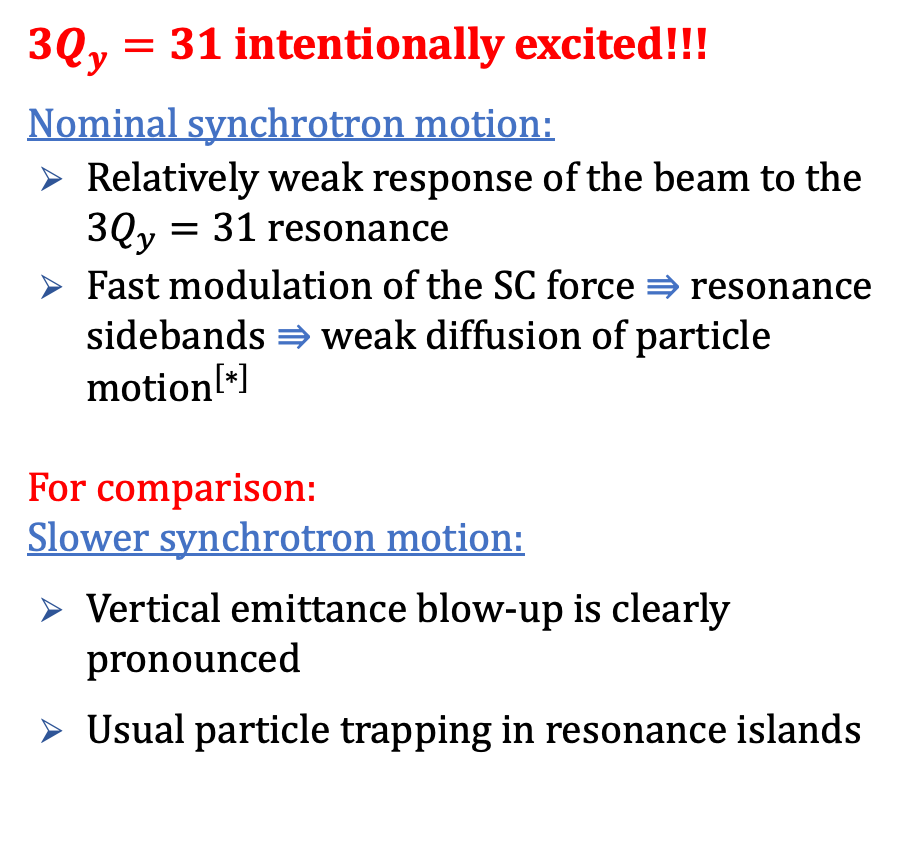 3Qy = 31 intentionally excited!!!
Nominal synchrotron motion:
➢ Relatively weak response of the beam to the
3Qy = 31 resonance
➢ Fast modulation of the SC force ⇛ resonance
sidebands ⇛ weak diffusion of particle
motion[*]
For comparison:
Slower synchrotron motion:
➢ Vertical emittance blow-up is clearly
pronounced
➢ Usual particle trapping in resonance islands